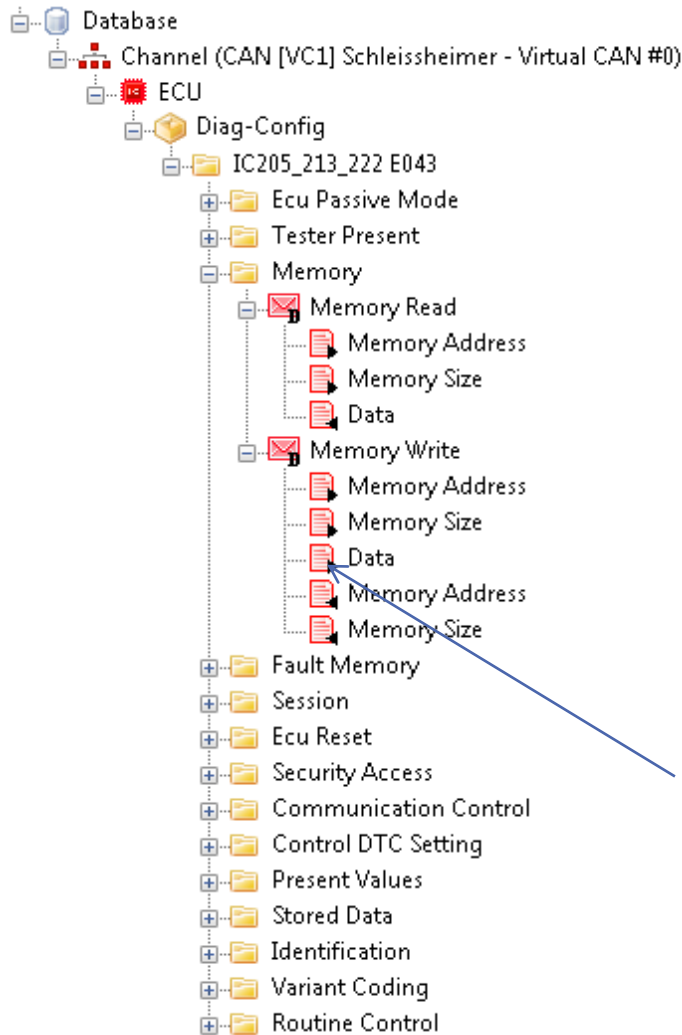 Database
Channel (CAN [VC1] Schleissheimer - Virtual CAN #0)
ECU
Diag-Config
IC205_213_222 E043
Ecu Passive Mode
Tester Present
Memory
Memory Read
Memory Address
Memory Size
Data
Memory Write
Memory Address
Memory Size
Data
Memory Address
Memory Size
Fault Memory
Session
Ecu Reset
Security Access
Communication Control
Control DTC Setting
Present Values
Stored Data
Identification
Variant Coding
Routine Control